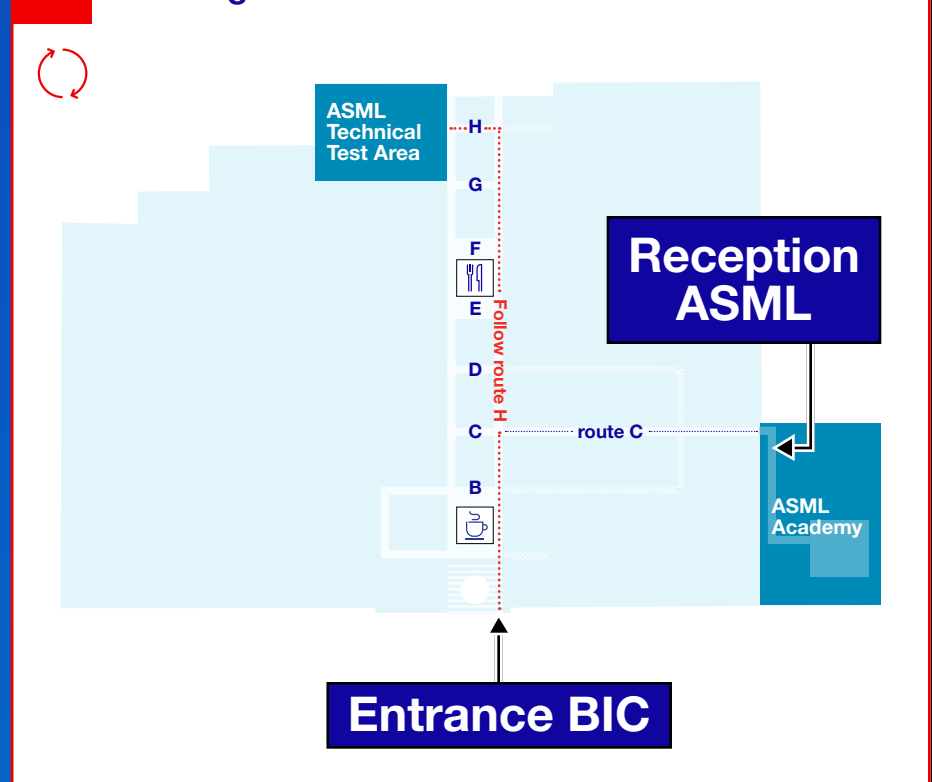 ASML
Technical
Test Area
H
G
F
E
D
C
B
Follow route H
route C
Reception
ASML
ASML
Academy
Entrance BIC